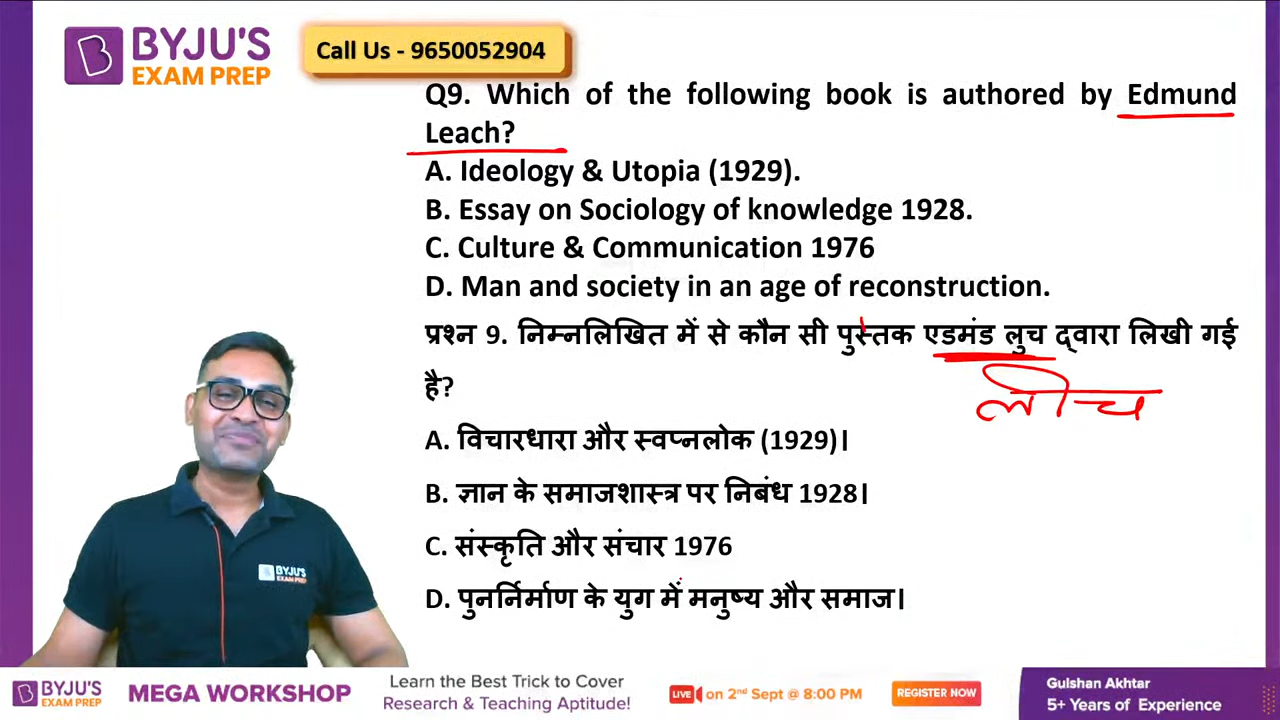 BYJU'S
EXAM PREP
Call Us - 9650052904
Q9. Which of the following book is authored by Edmund
Leach?
A. Ideology & Utopia (1929).
B. Essay on Sociology of knowledge 1928.
C. Culture & Communication 1976
D. Man and society in an age of reconstruction.
प्रश्न 9. निम्नलिखित में से कौन सी पुस्तक एडमंड लुच द्वारा लिखी गई
है?
लीच
A. विचारधारा और स्वप्नलोक (1929)।
B. ज्ञान के समाजशास्त्र पर निबंध 1928।
C. संस्कृति और संचार 1976
D. पुनर्निर्माण के युग में मनुष्य और समाज।
BYJU'S
EXAM PREP
BYJU'S
EXAM PREP
MEGA WORKSHOP
Learn the Best Trick to Cover
Research & Teaching Aptitude!
LIVE on 2nd Sept @ 8:00 PM
REGISTER NOW
Gulshan Akhtar
5+ Years of Experience